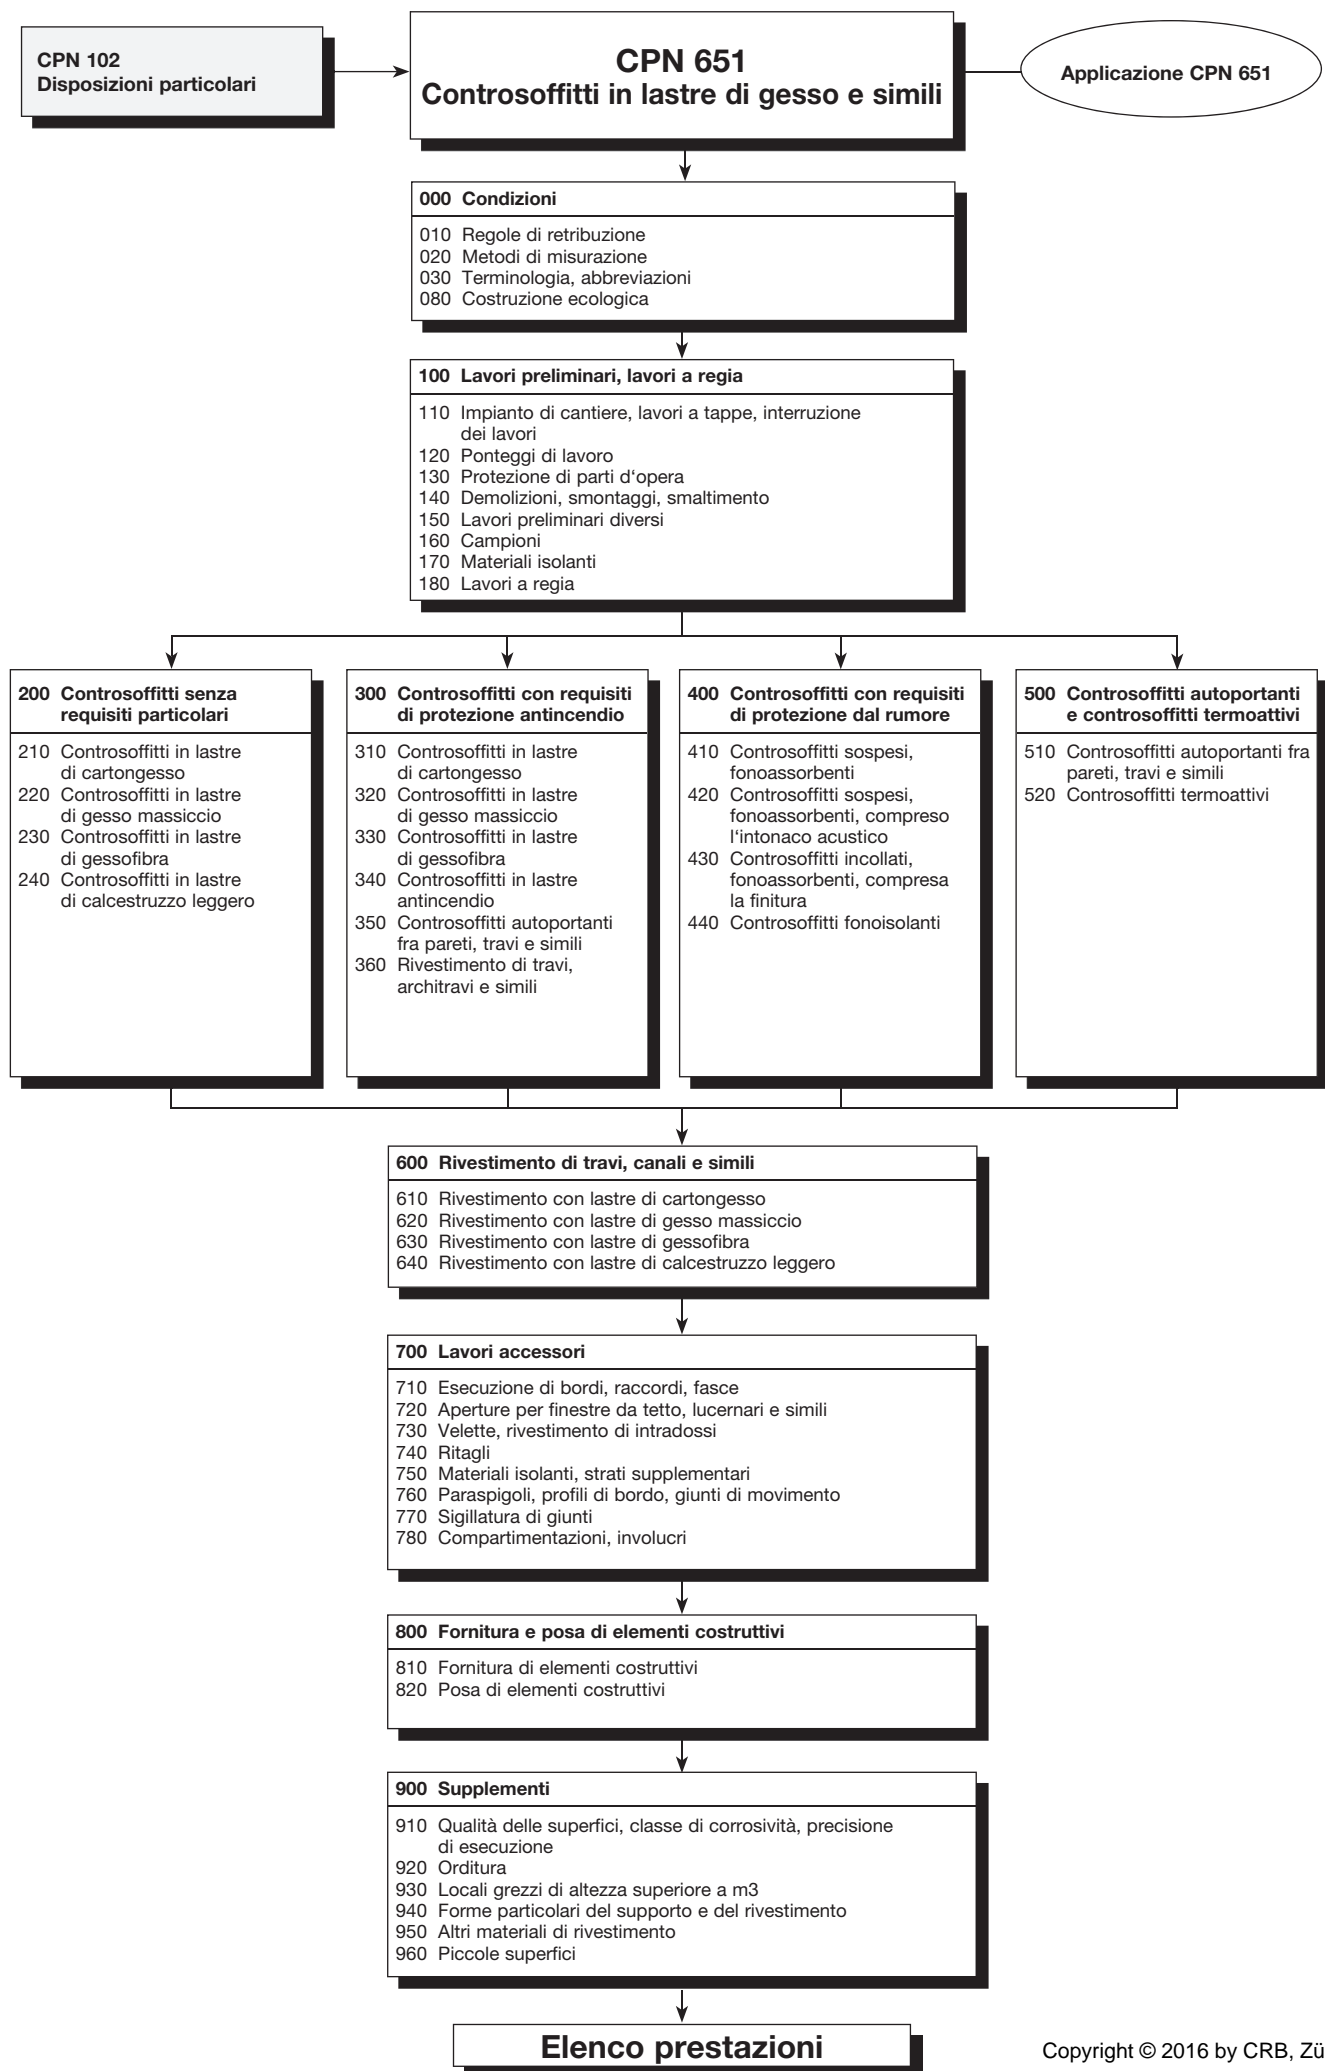 CPN 102
Disposizioni particolari
CPN 651
Controsoffitti in lastre di gesso e simili
Applicazione CPN 651
000 Condizioni
010 Regole di retribuzione
020 Metodi di misurazione
030 Terminologia, abbreviazioni
080 Costruzione ecologica
100 Lavori preliminari, lavori a regia
110 Impianto di cantiere, lavori a tappe, interruzione
dei lavori
120 Ponteggi di lavoro
130 Protezione di parti d‘opera
140 Demolizioni, smontaggi, smaltimento
150 Lavori preliminari diversi
160 Campioni
170 Materiali isolanti
180 Lavori a regia
200 Controsoffitti senza
requisiti particolari
210 Controsoffitti in lastre
di cartongesso
220 Controsoffitti in lastre
di gesso massiccio
230 Controsoffitti in lastre
di gessofibra
240 Controsoffitti in lastre
di calcestruzzo leggero
300 Controsoffitti con requisiti
di protezione antincendio
310 Controsoffitti in lastre
di cartongesso
320 Controsoffitti in lastre
di gesso massiccio
330 Controsoffitti in lastre
di gessofibra
340 Controsoffitti in lastre
antincendio
350 Controsoffitti autoportanti
fra pareti, travi e simili
360 Rivestimento di travi,
architravi e simili
400 Controsoffitti con requisiti
di protezione dal rumore
410 Controsoffitti sospesi,
fonoassorbenti
420 Controsoffitti sospesi,
fonoassorbenti, compreso
l‘intonaco acustico
430 Controsoffitti incollati,
fonoassorbenti, compresa
la finitura
440 Controsoffitti fonoisolanti
500 Controsoffitti autoportanti
e controsoffitti termoattivi
510 Controsoffitti autoportanti fra
pareti, travi e simili
520 Controsoffitti termoattivi
600 Rivestimento di travi, canali e simili
610 Rivestimento con lastre di cartongesso
620 Rivestimento con lastre di gesso massiccio
630 Rivestimento con lastre di gessofibra
640 Rivestimento con lastre di calcestruzzo leggero
700 Lavori accessori
710 Esecuzione di bordi, raccordi, fasce
720 Aperture per finestre da tetto, lucernari e simili
730 Velette, rivestimento di intradossi
740 Ritagli
750 Materiali isolanti, strati supplementari
760 Paraspigoli, profili di bordo, giunti di movimento
770 Sigillatura di giunti
780 Compartimentazioni, involucri
800 Fornitura e posa di elementi costruttivi
810 Fornitura di elementi costruttivi
820 Posa di elementi costruttivi
900 Supplementi
910 Qualità delle superfici, classe di corrosività, precisione
di esecuzione
920 Orditura
930 Locali grezzi di altezza superiore a m3
940 Forme particolari del supporto e del rivestimento
950 Altri materiali di rivestimento
960 Piccole superfici
Elenco prestazioni
Copyright © 2016 by CRB, Zü